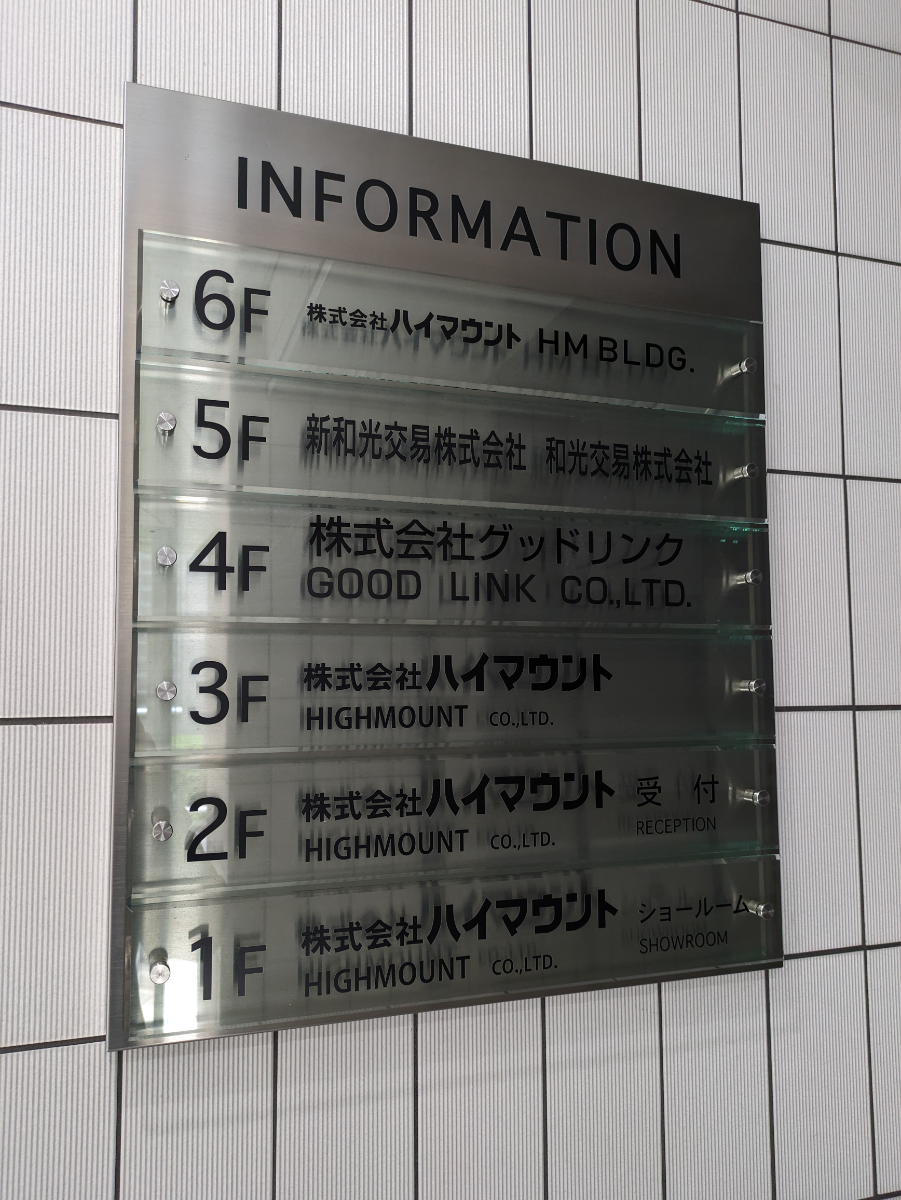 INFORMATION
6F 株式会社ハイマウント HM BLDG.
5F 新和光交易株式会社 和光交易株式会社
4F 株式会社グッドリンク
GOOD LINK CO.,LTD.
3F 株式会社ハイマウント
HIGHMOUNT CO.,LTD.
2F 株式会社ハイマウント 受 付
HIGHMOUNT CO.,LTD. RECEPTION
1F 株式会社ハイマウント ショールーム
HIGHMOUNT CO.,LTD. SHOWROOM